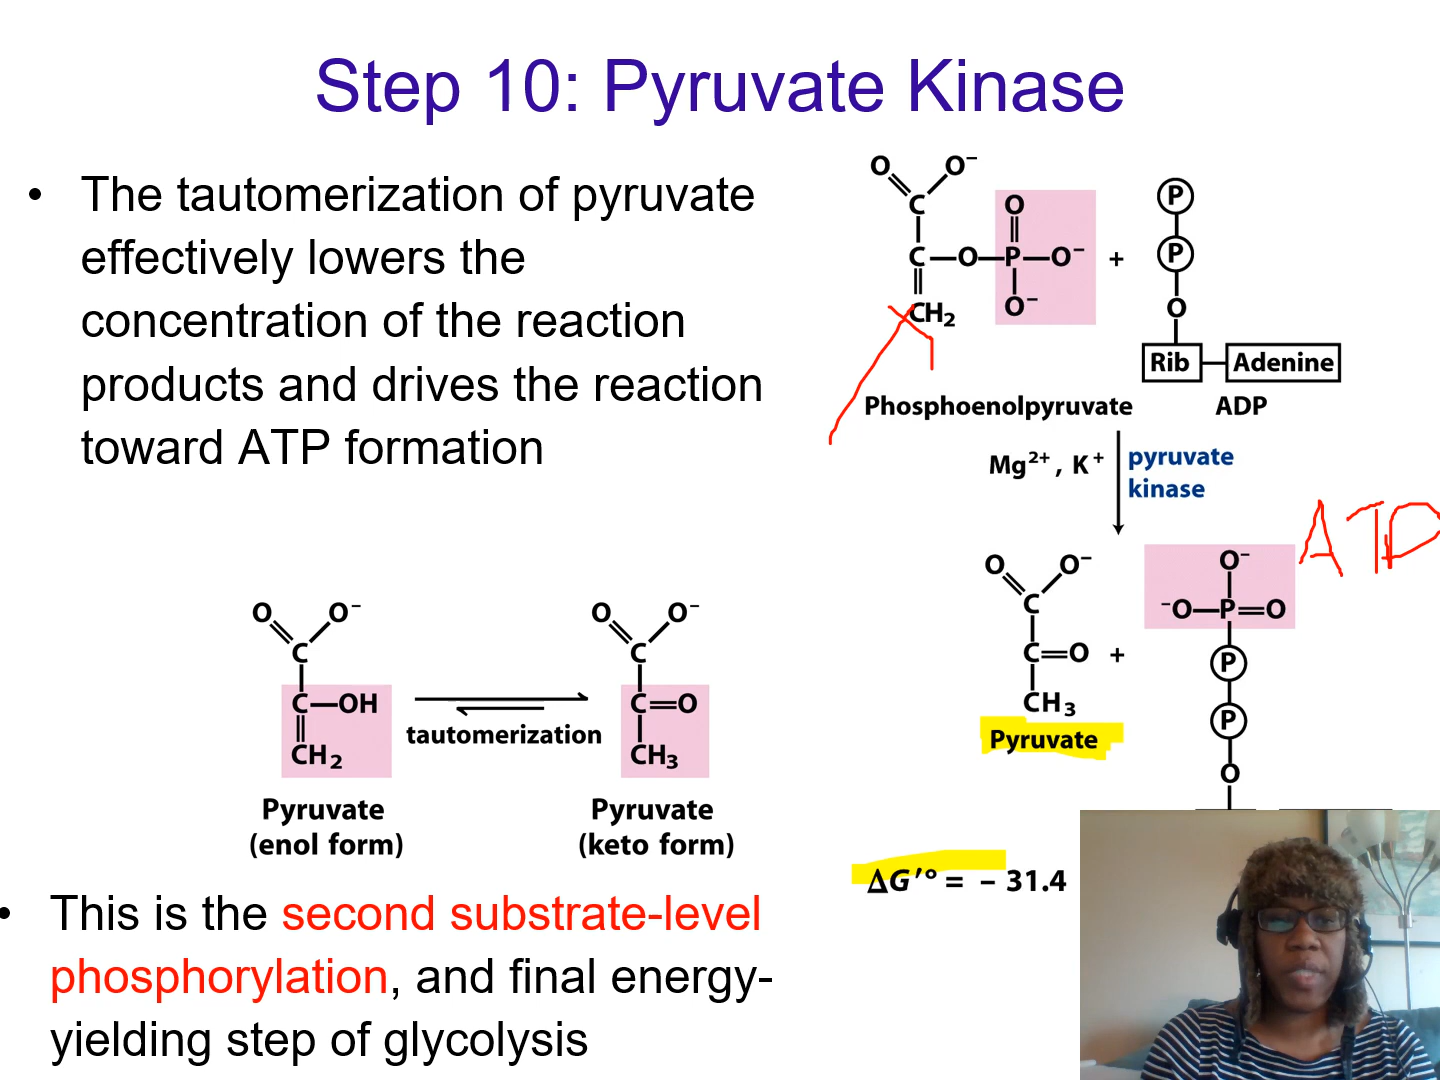 Step 10: Pyruvate Kinase
• The tautomerization of pyruvate
effectively lowers the
concentration of the reaction
products and drives the reaction
toward ATP formation
O O⁻
C O
C—O—P—O⁻ +
CH₂ O⁻
P
P
O
Rib Adenine
Phosphoenolpyruvate ADP
Mg²⁺, K⁺ pyruvate
kinase
ATP
O O⁻
C
C=O +
CH₃
Pyruvate
O⁻
⁻O—P=O
P
P
O
O O⁻
C
C—OH
CH₂
Pyruvate
(enol form)
tautomerization
O O⁻
C
C=O
CH₃
Pyruvate
(keto form)
ΔG′° = – 31.4
• This is the second substrate-level
phosphorylation, and final energy-
yielding step of glycolysis